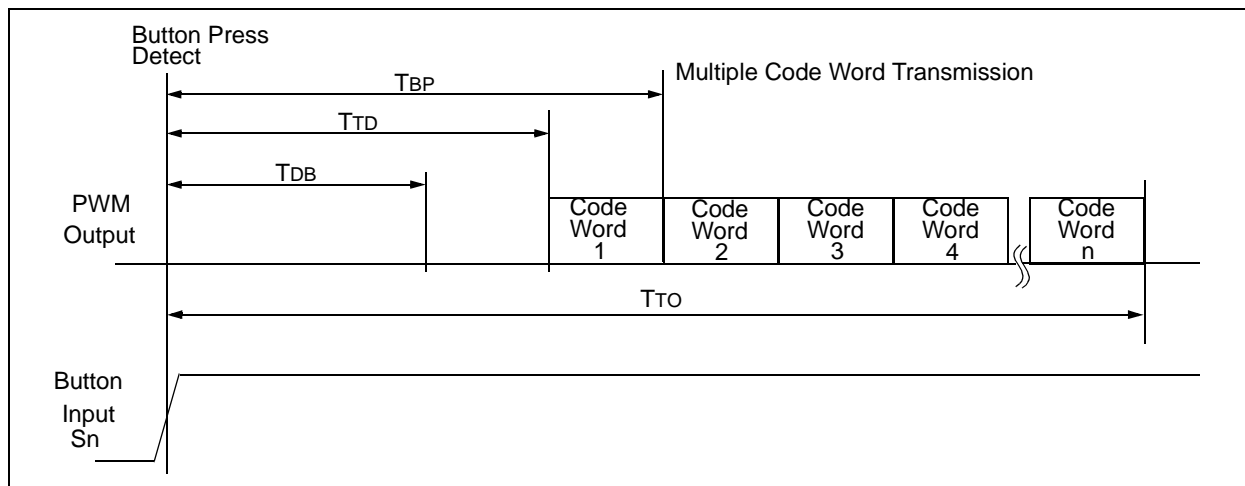 Button Press
Detect
TBP
Multiple Code Word Transmission
TTD
TDB
PWM
Output
Code
Word
1
Code
Word
2
Code
Word
3
Code
Word
4
Code
Word
n
TTO
Button
Input
Sn